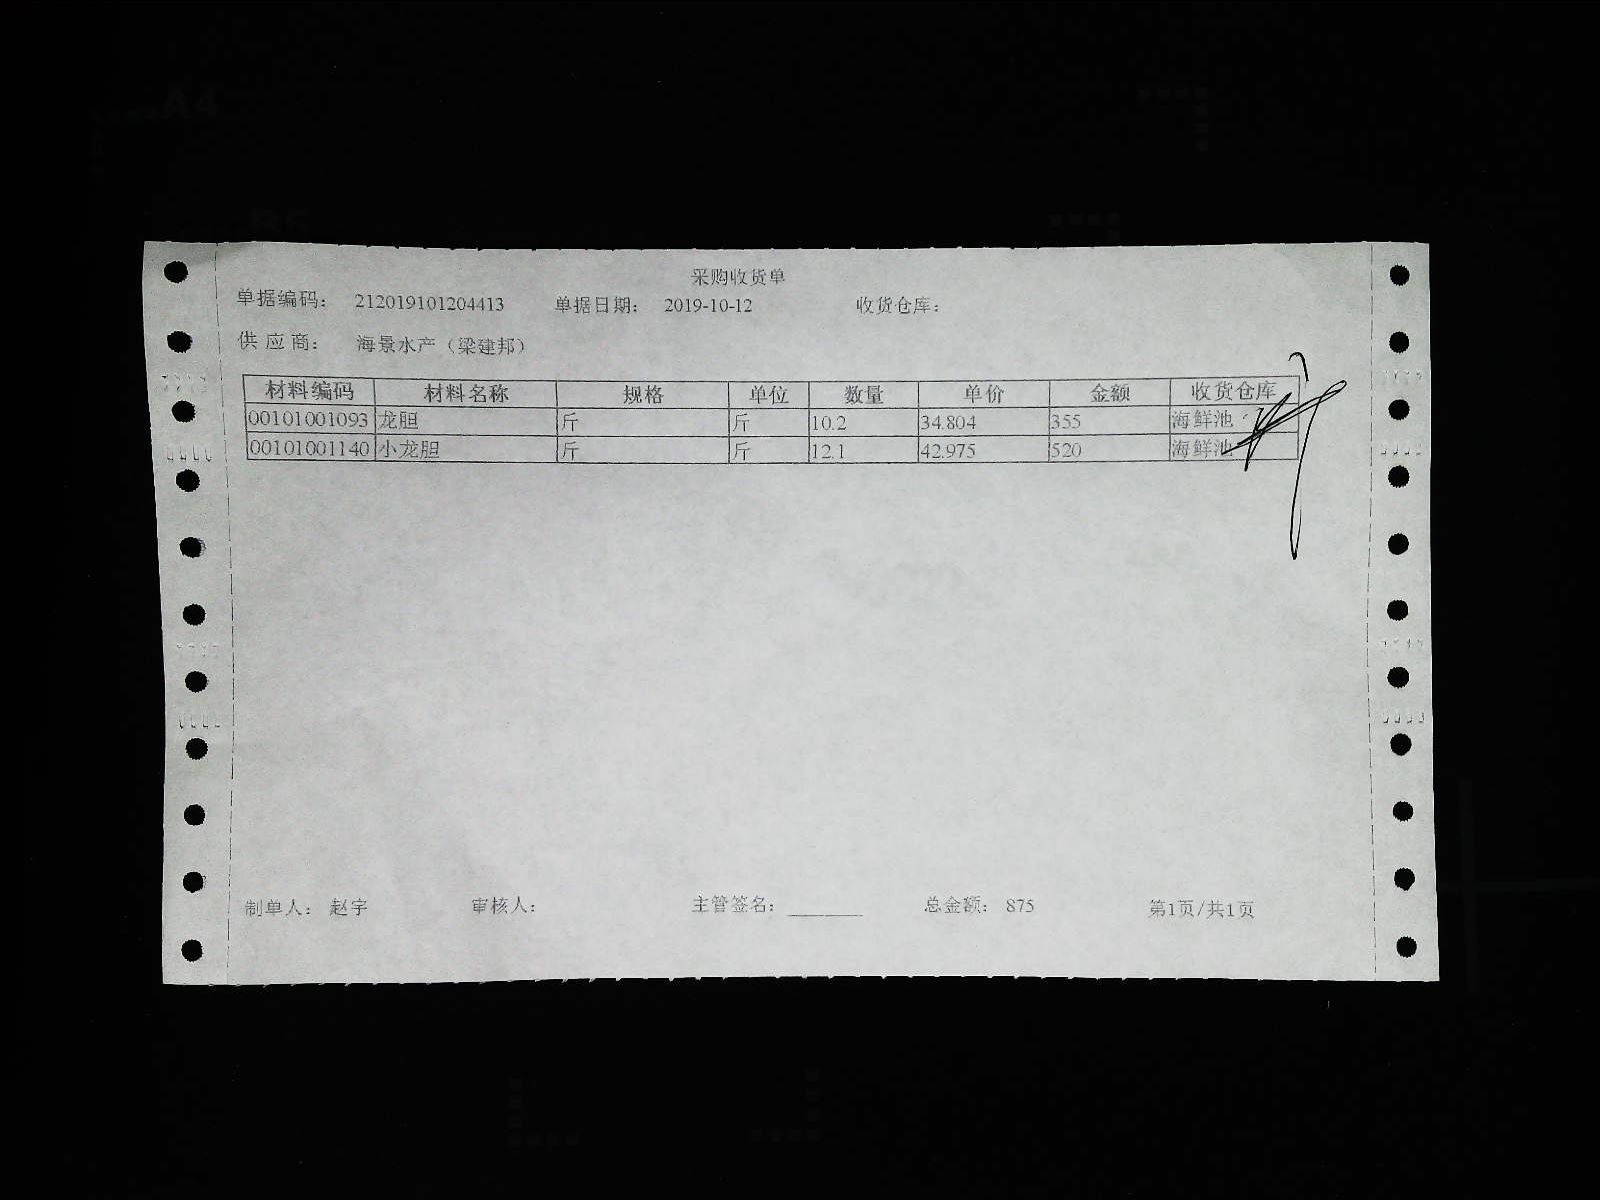 采购收货单
单据编码： 212019101204413 单据日期： 2019-10-12 收货仓库：
供应商： 海景水产（梁建邦）
材料编码 材料名称 规格 单位 数量 单价 金额 收货仓库
00101001093 龙胆 斤 斤 10.2 34.804 355 海鲜池
00101001140 小龙胆 斤 斤 12.1 42.975 520 海鲜池
制单人： 赵宇 审核人： 主管签名： 总金额： 875 第1页/共1页